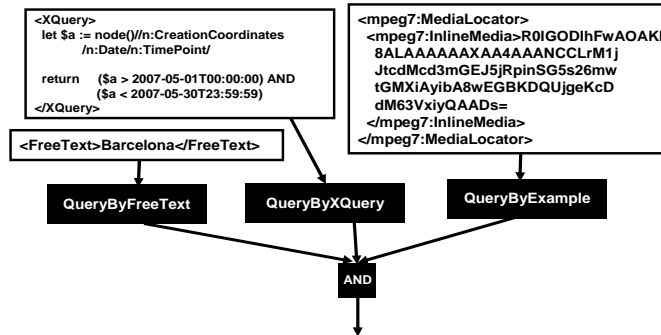 <XQuery>
let $a := node()//n:CreationCoordinates
/n:Date/n:TimePoint/
return ($a > 2007-05-01T00:00:00) AND
($a < 2007-05-30T23:59:59)
</XQuery>
<FreeText>Barcelona</FreeText>
<mpeg7:MediaLocator>
<mpeg7:InlineMedia>R0lGODlhFwAOAK
8ALAAAAAAXAA4AAANCCLrM1j
JtcdMcd3mGEJ5jRpinSG5s26mw
tGMXiAyibA8wEGBKDQUjgeKcD
dM63VxiyQAADs=
</mpeg7:InlineMedia>
</mpeg7:MediaLocator>
QueryByFreeText
QueryByXQuery
QueryByExample
AND